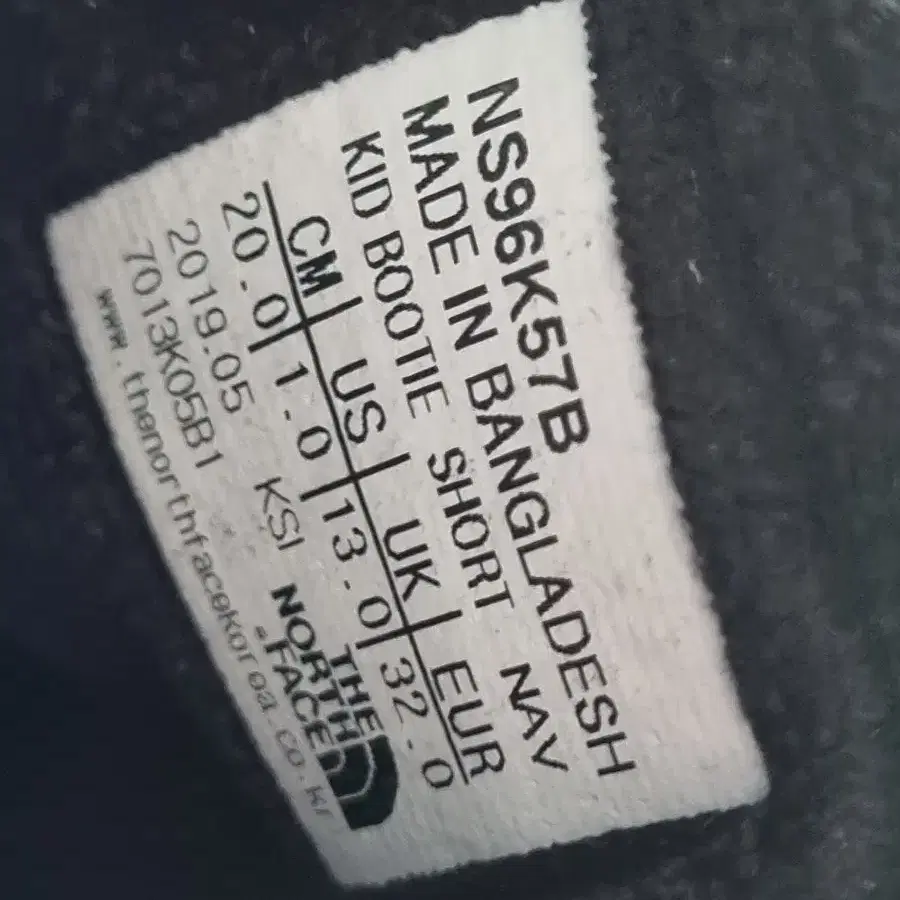 NS96K57B
MADE IN BANGLADESH
KID BOOTIE SHORT NAV
CM | US | UK | EUR
20.0 | 1.0 | 13.0 | 32.0
2019.05
7013K05B1 KSI
THE
NORTH
FACE
www.thenorthfacekorea.co.kr